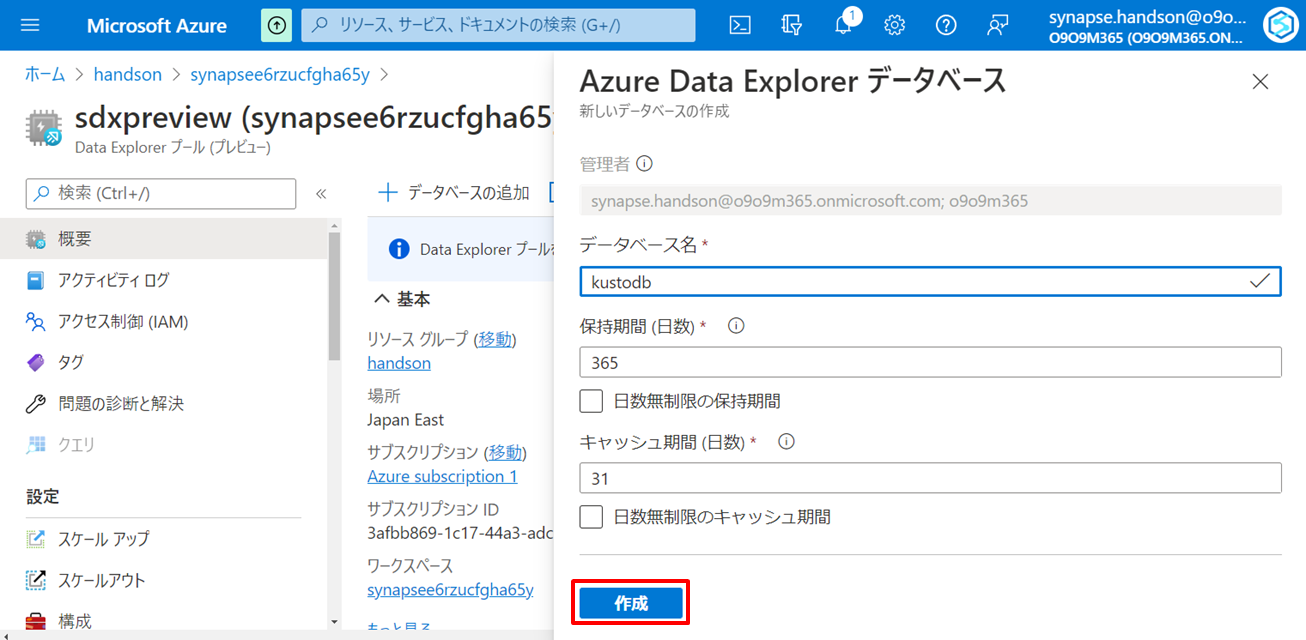 Microsoft Azure
リソース、サービス、ドキュメントの検索 (G+/)
1
synapse.handson@o9o...
O9O9M365 (O9O9M365.ON...
ホーム > handson > synapsee6rzucfgha65y >
sdxpreview (synapsee6rzucfgha65y
Data Explorer プール (プレビュー)
検索 (Ctrl+/)
«
概要
アクティビティ ログ
アクセス制御 (IAM)
タグ
問題の診断と解決
クエリ
設定
スケール アップ
スケールアウト
構成
データベースの追加
Data Explorer プールを
基本
リソース グループ (移動)
handson
場所
Japan East
サブスクリプション (移動)
Azure subscription 1
サブスクリプション ID
3afbb869-1c17-44a3-adc
ワークスペース
synapsee6rzucfgha65y
もっと見る
Azure Data Explorer データベース
新しいデータベースの作成
管理者
synapse.handson@o9o9m365.onmicrosoft.com; o9o9m365
データベース名 *
kustodb
保持期間 (日数) *
365
日数無制限の保持期間
キャッシュ期間 (日数) *
31
日数無制限のキャッシュ期間
作成